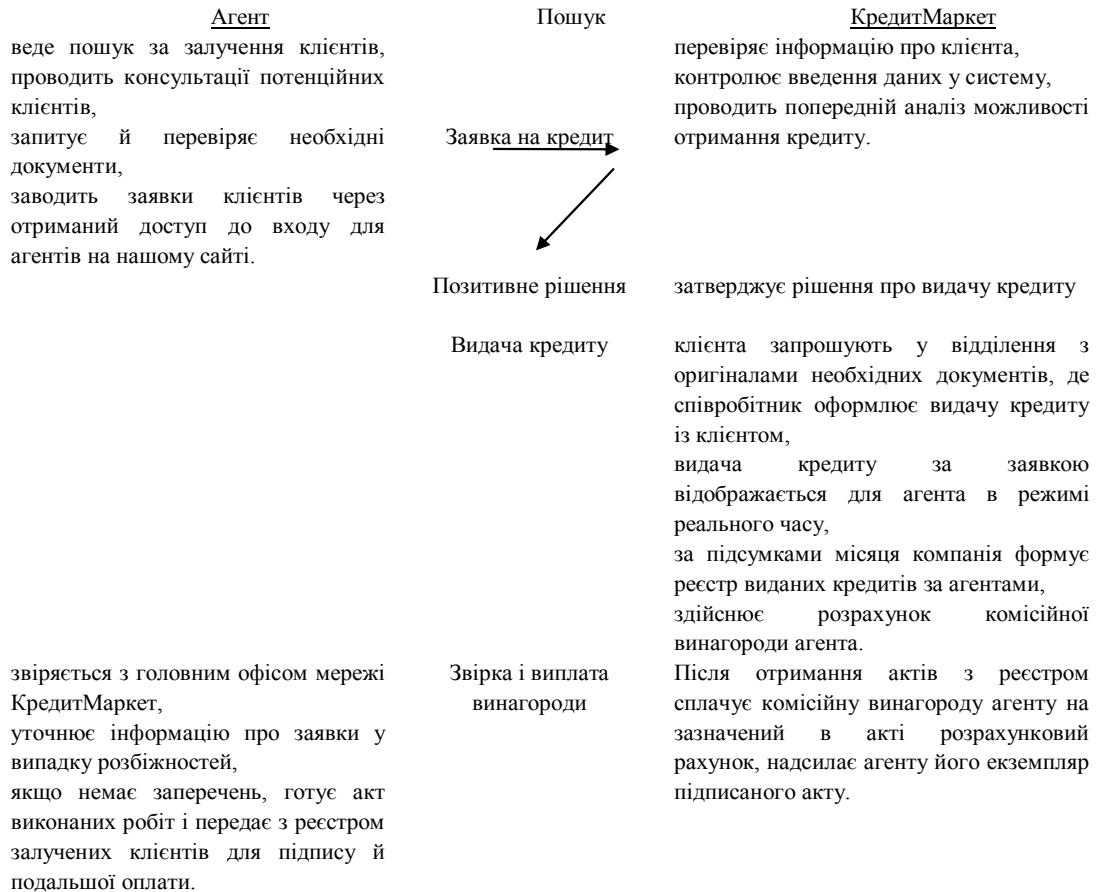 Агент
Пошук
КредитМаркет
веде пошук за залучення клієнтів,
проводить консультації потенційних
клієнтів,
запитує й перевіряє необхідні
документи,
заводить заявки клієнтів через
отриманий доступ до входу для
агентів на нашому сайті.
Заявка на кредит
перевіряє інформацію про клієнта,
контролює введення даних у систему,
проводить попередній аналіз можливості
отримання кредиту.
Позитивне рішення
затверджує рішення про видачу кредиту
Видача кредиту
клієнта запрошують у відділення з
оригіналами необхідних документів, де
співробітник оформлює видачу кредиту
із клієнтом,
видача кредиту за заявкою
відображається для агента в режимі
реального часу,
за підсумками місяця компанія формує
реєстр виданих кредитів за агентами,
здійснює розрахунок комісійної
винагороди агента.
звіряється з головним офісом мережі
КредитМаркет,
уточнює інформацію про заявки у
випадку розбіжностей,
якщо немає заперечень, готує акт
виконаних робіт і передає з реєстром
залучених клієнтів для підпису й
подальшої оплати.
Звірка і виплата
винагороди
Після отримання актів з реєстром
сплачує комісійну винагороду агенту на
зазначений в акті розрахунковий
рахунок, надсилає агенту його екземпляр
підписаного акту.